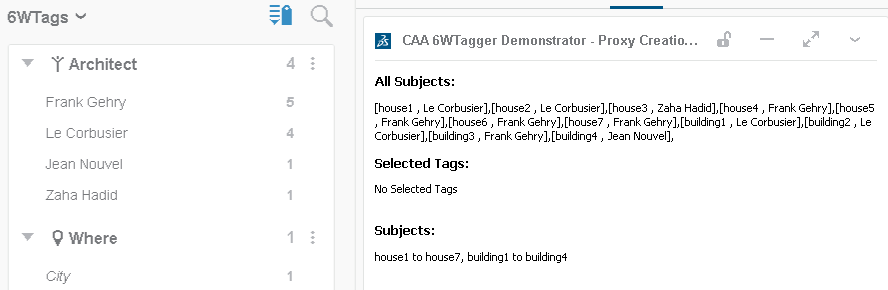 6WTags
Architect 4
Frank Gehry 5
Le Corbusier 4
Jean Nouvel 1
Zaha Hadid 1
Where 1
City 1
CAA 6WTagger Demonstrator - Proxy Creatio...
All Subjects:
[house1 , Le Corbusier],[house2 , Le Corbusier],[house3 , Zaha Hadid],[house4 , Frank Gehry],[house5
, Frank Gehry],[house6 , Frank Gehry],[house7 , Frank Gehry],[building1 , Le Corbusier],[building2 , Le
Corbusier],[building3 , Frank Gehry],[building4 , Jean Nouvel],
Selected Tags:
No Selected Tags
Subjects:
house1 to house7, building1 to building4